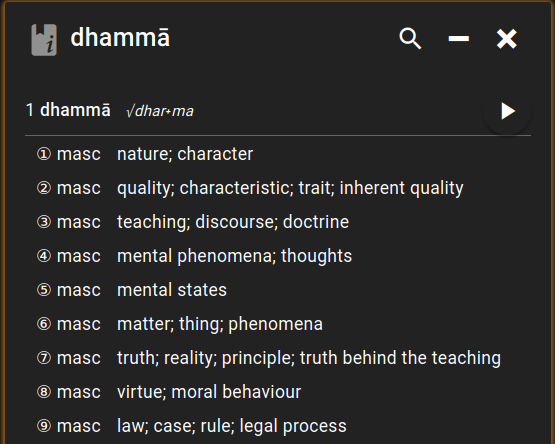 dhammā
1 dhammā √dhar+ma
① masc nature; character
② masc quality; characteristic; trait; inherent quality
③ masc teaching; discourse; doctrine
④ masc mental phenomena; thoughts
⑤ masc mental states
⑥ masc matter; thing; phenomena
⑦ masc truth; reality; principle; truth behind the teaching
⑧ masc virtue; moral behaviour
⑨ masc law; case; rule; legal process